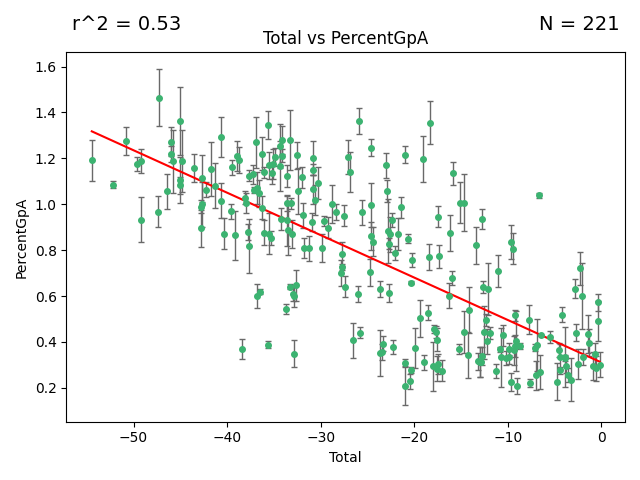 r^2 = 0.53
N = 221
Total vs PercentGpA
PercentGpA
1.6
1.4
1.2
1.0
0.8
0.6
0.4
0.2
−50
−40
−30
−20
−10
0
Total